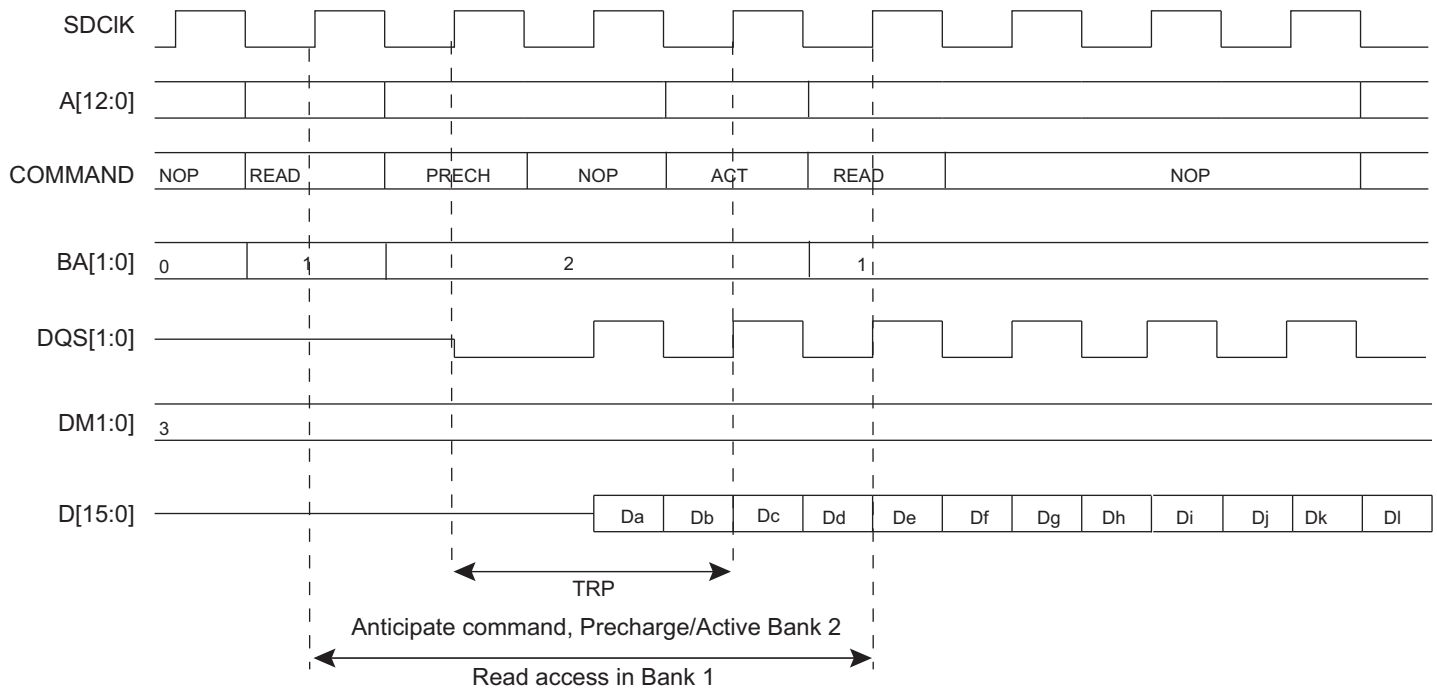 SDCIK
A[12:0]
COMMAND NOP READ PRECH NOP ACT READ NOP
BA[1:0] 0 1 2 1
DQS[1:0]
DM1:0] 3
D[15:0] Da Db Dc Dd De Df Dg Dh Di Dj Dk Dl
TRP
Anticipate command, Precharge/Active Bank 2
Read access in Bank 1